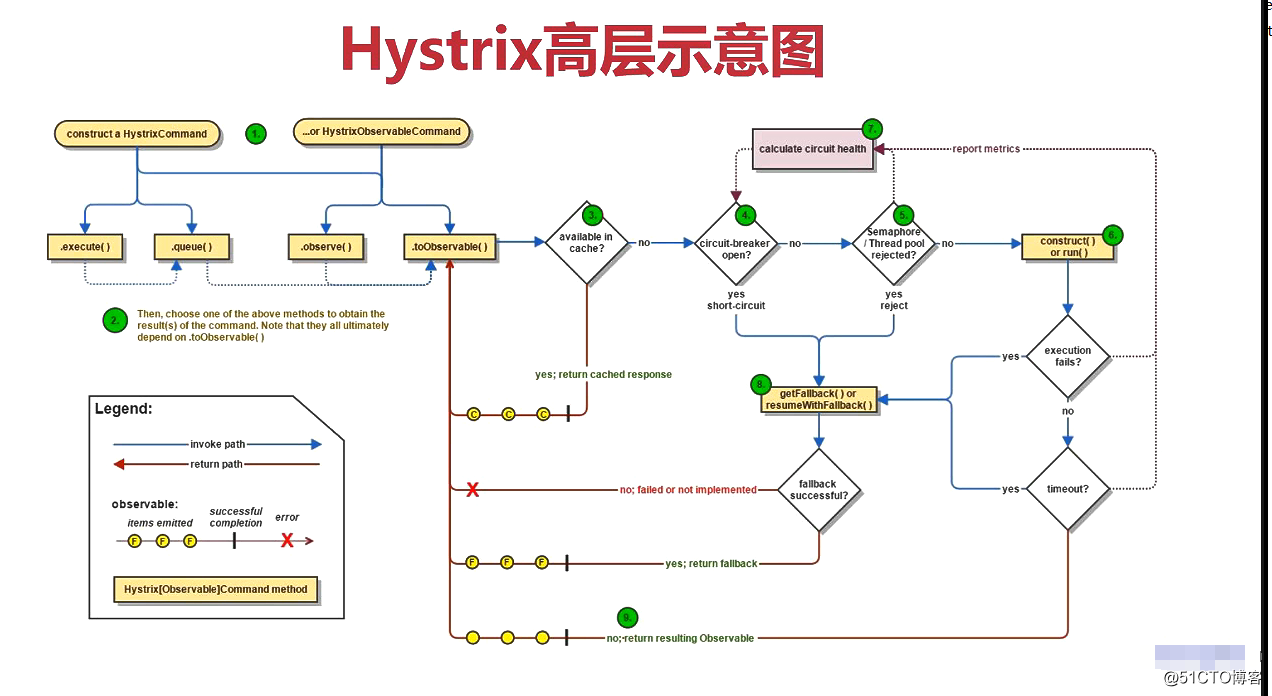 Hystrix高层示意图
construct a HystrixCommand
1.
...or HystrixObservableCommand
7.
calculate circuit health
report metrics
.execute( )
.queue( )
.observe( )
.toObservable( )
3.
available in
cache?
no
4.
circuit-breaker
open?
no
5.
Semaphore
/ Thread pool
rejected?
no
6.
construct( )
or run( )
yes
short-circuit
yes
reject
2.
Then, choose one of the above methods to obtain the
result(s) of the command. Note that they all ultimately
depend on .toObservable( )
execution
fails?
yes
no
yes; return cached response
C C C
8.
getFallback( ) or
resumeWithFallback( )
Legend:
invoke path
return path
observable:
items emitted
successful
completion
error
F F F X
Hystrix[Observable]Command method
X
no; failed or not implemented
fallback
successful?
yes
timeout?
F F F
yes; return fallback
9.
no; return resulting Observable
@51CTO博客